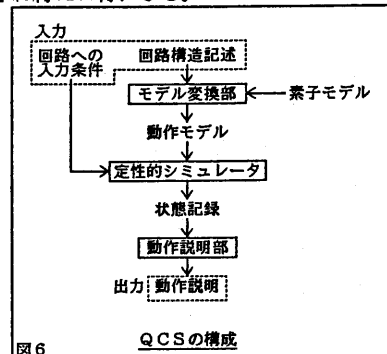 入力
回路への 回路構造記述
入力条件
モデル変換部 素子モデル
動作モデル
定性的シミュレータ
状態記録
動作説明部
出力 動作説明
図6 QCSの構成